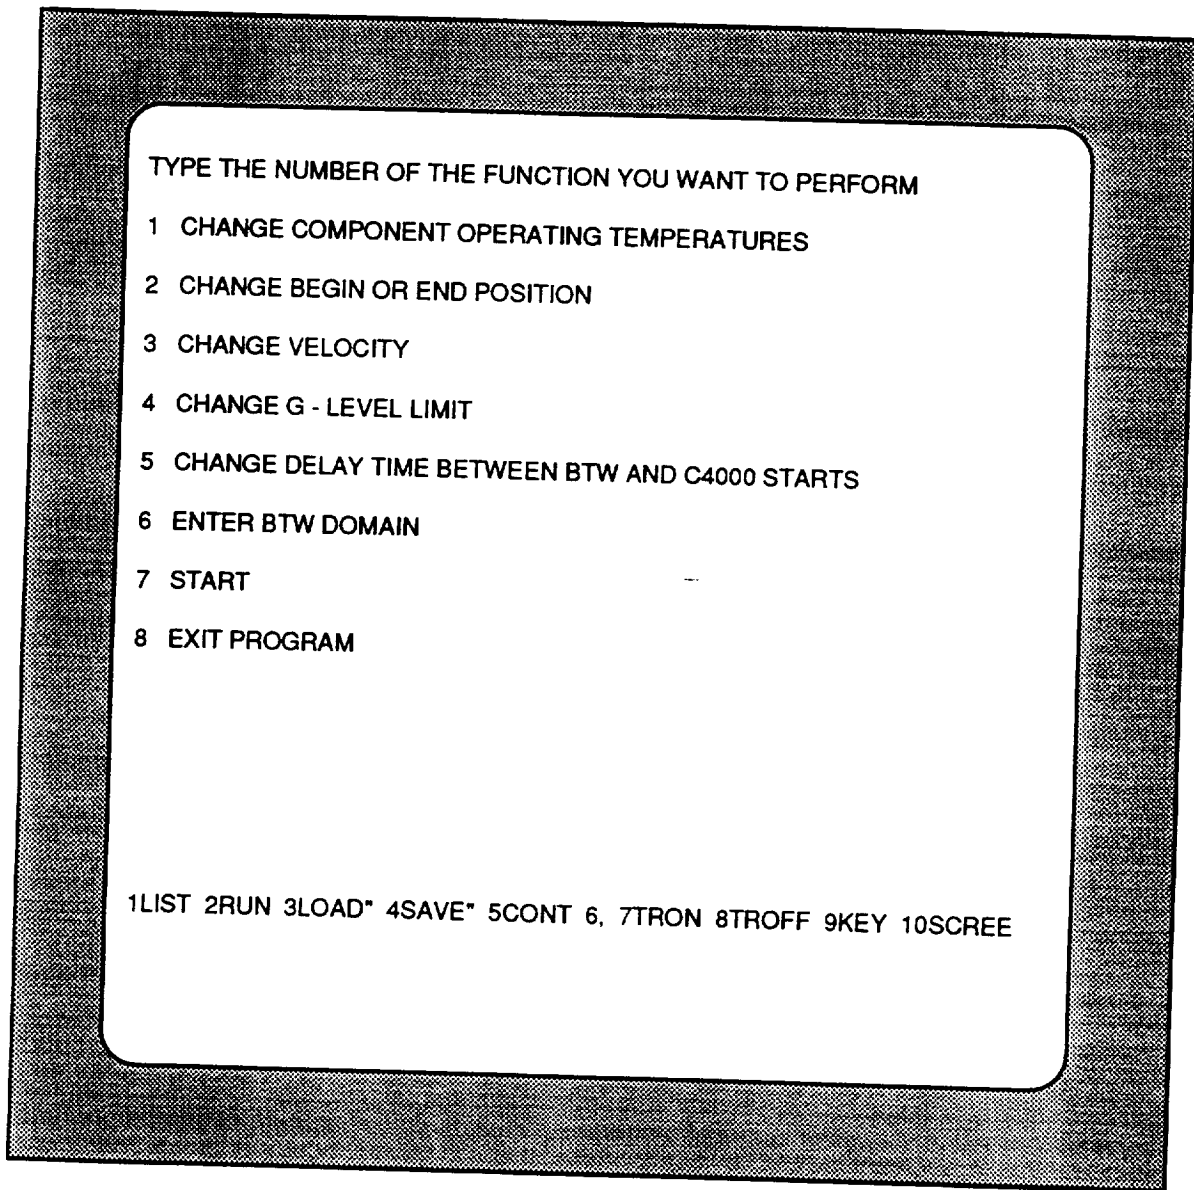 TYPE THE NUMBER OF THE FUNCTION YOU WANT TO PERFORM
1 CHANGE COMPONENT OPERATING TEMPERATURES
2 CHANGE BEGIN OR END POSITION
3 CHANGE VELOCITY
4 CHANGE G - LEVEL LIMIT
5 CHANGE DELAY TIME BETWEEN BTW AND C4000 STARTS
6 ENTER BTW DOMAIN
7 START
8 EXIT PROGRAM
1LIST 2RUN 3LOAD" 4SAVE" 5CONT 6, 7TRON 8TROFF 9KEY 10SCREE